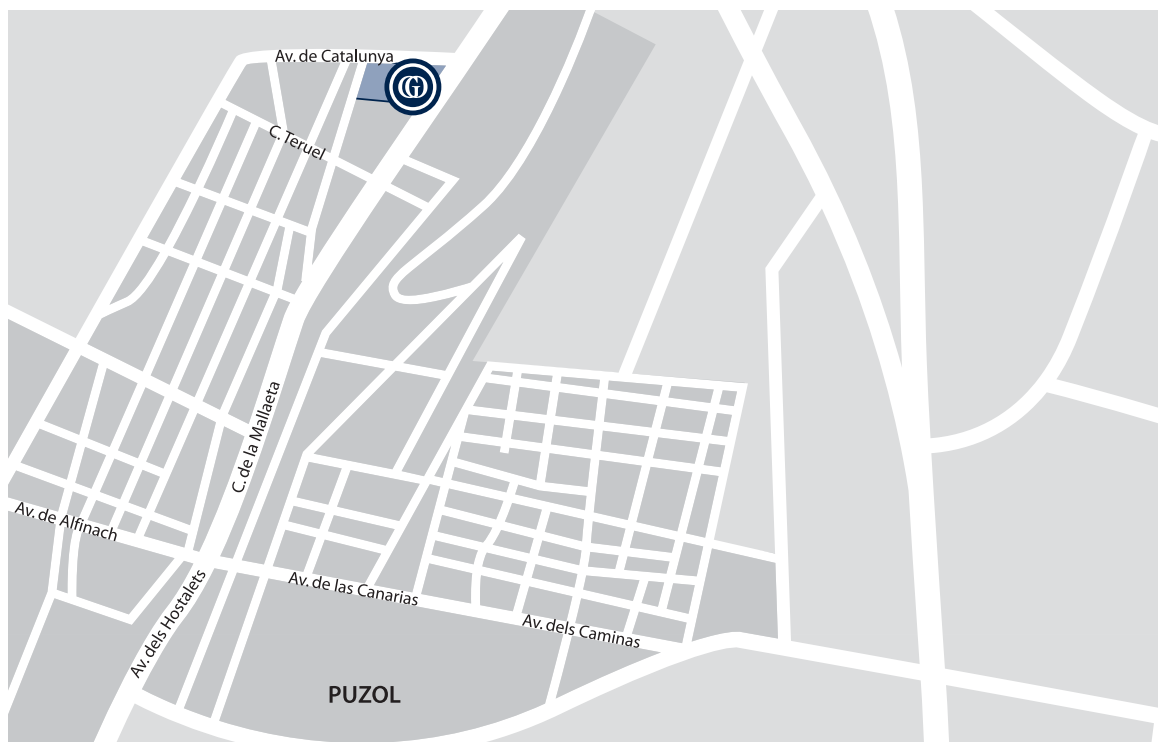 Av. de Catalunya
GO
C. Teruel
C. de la Mallaeta
Av. de Alfinach
Av. de las Canarias
Av. dels Hostalets
Av. dels Caminas
PUZOL